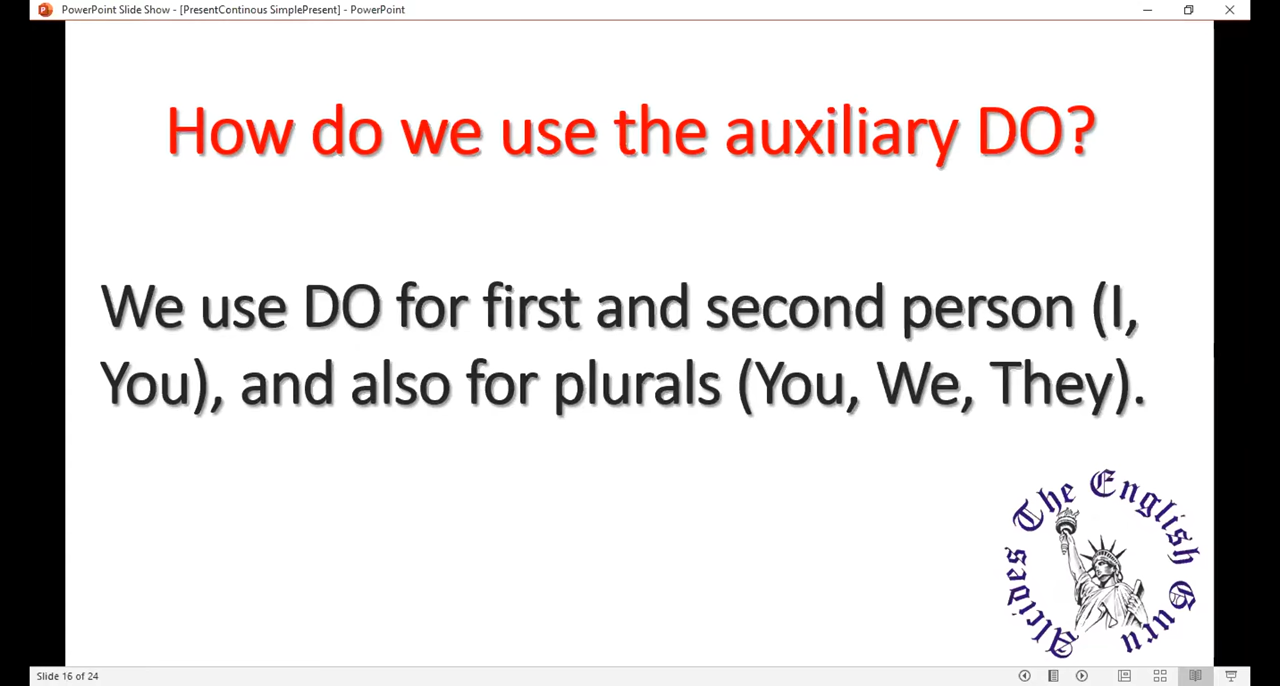 PowerPoint Slide Show - [PresentContinous SimplePresent] - PowerPoint
How do we use the auxiliary DO?
We use DO for first and second person (I,
You), and also for plurals (You, We, They).
Alcides The English Guru
Slide 16 of 24